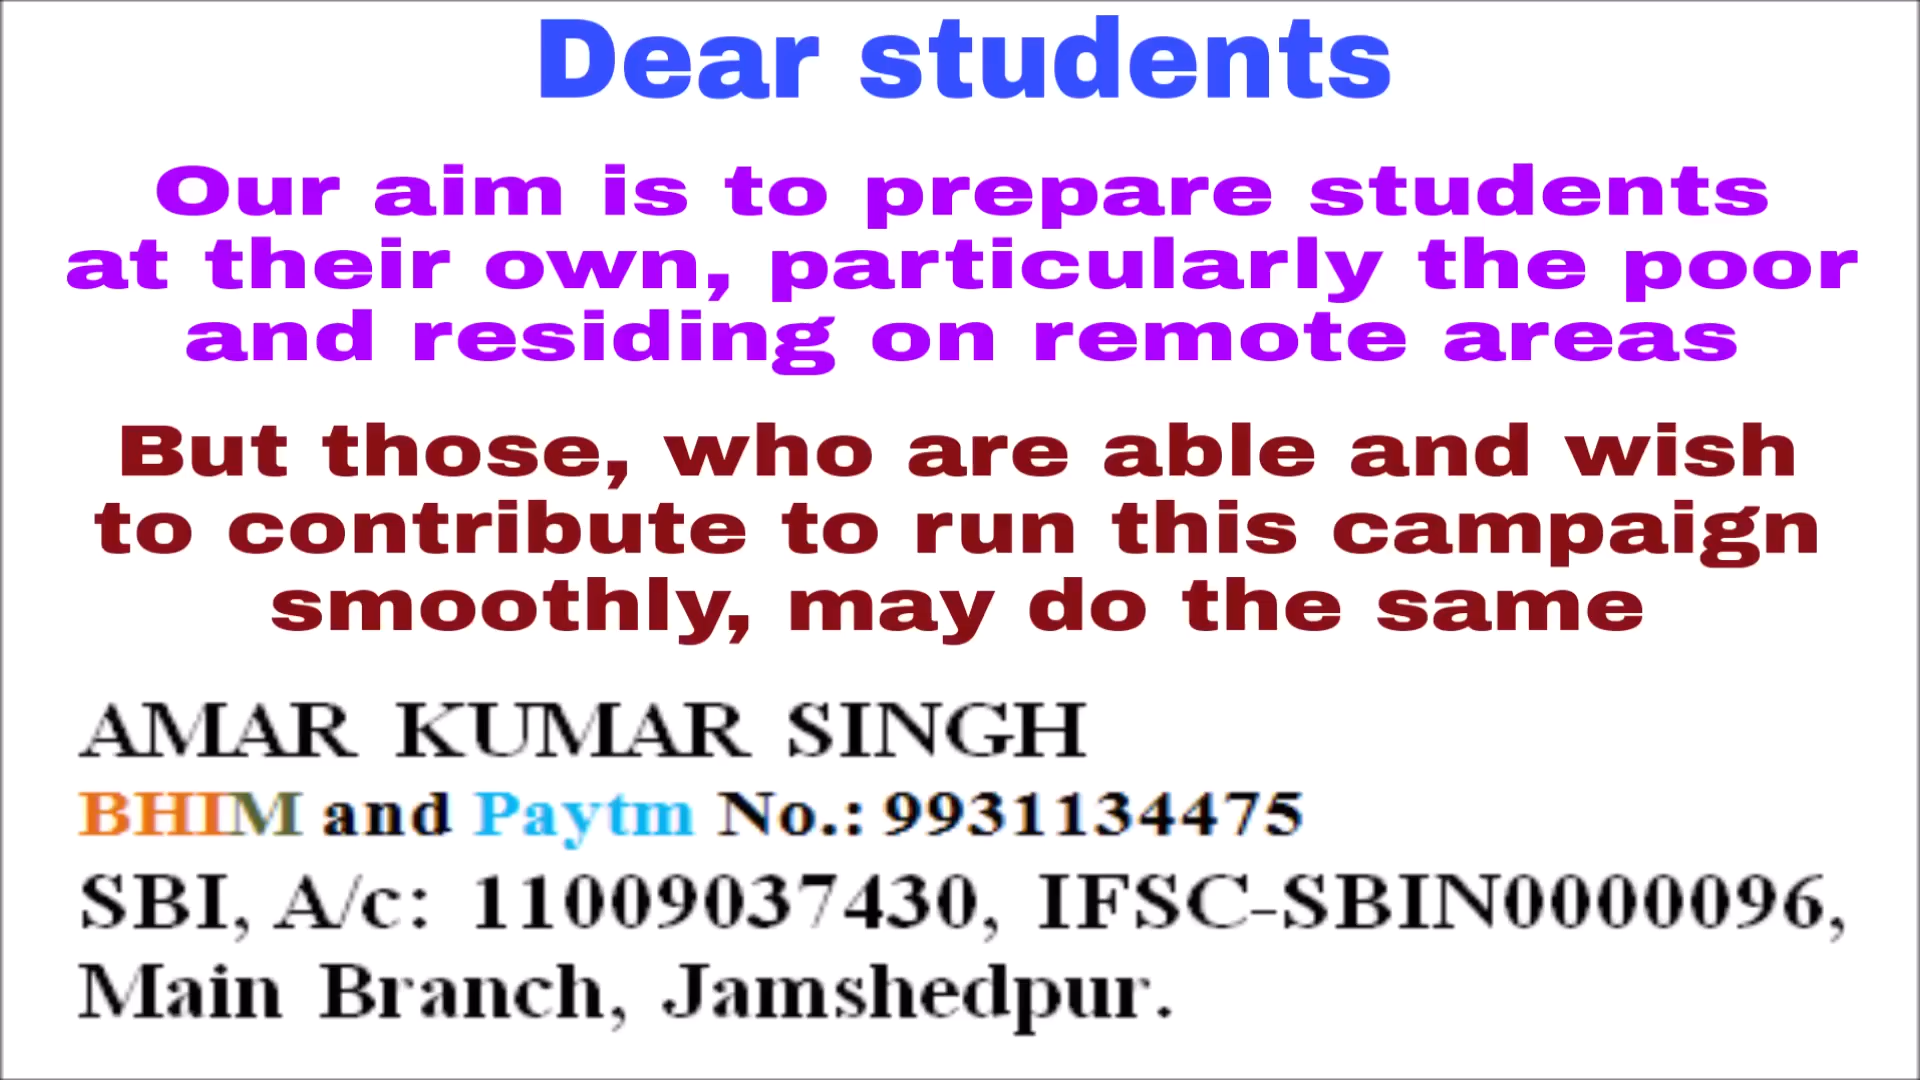 Dear students
Our aim is to prepare students
at their own, particularly the poor
and residing on remote areas
But those, who are able and wish
to contribute to run this campaign
smoothly, may do the same
AMAR KUMAR SINGH
BHIM and Paytm No.: 9931134475
SBI, A/c: 11009037430, IFSC-SBIN0000096,
Main Branch, Jamshedpur.